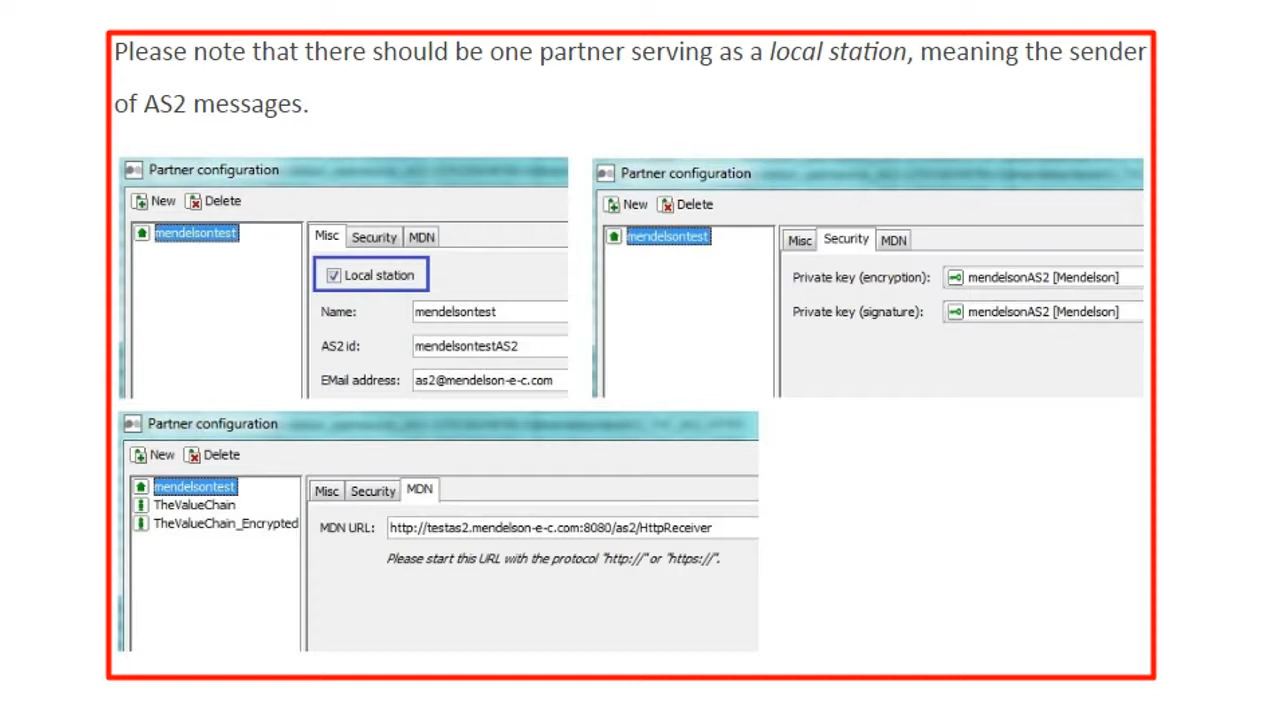 Please note that there should be one partner serving as a local station, meaning the sender
of AS2 messages.
Partner configuration
New Delete
mendelsontest
Misc Security MDN
Local station
Name: mendelsontest
AS2 id: mendelsontestAS2
EMail address: as2@mendelson-e-c.com
Partner configuration
New Delete
mendelsontest
Misc Security MDN
Private key (encryption): mendelsonAS2 [Mendelson]
Private key (signature): mendelsonAS2 [Mendelson]
Partner configuration
New Delete
mendelsontest
TheValueChain
TheValueChain_Encrypted
Misc Security MDN
MDN URL: http://testas2.mendelson-e-c.com:8080/as2/HttpReceiver
Please start this URL with the protocol "http://" or "https://".